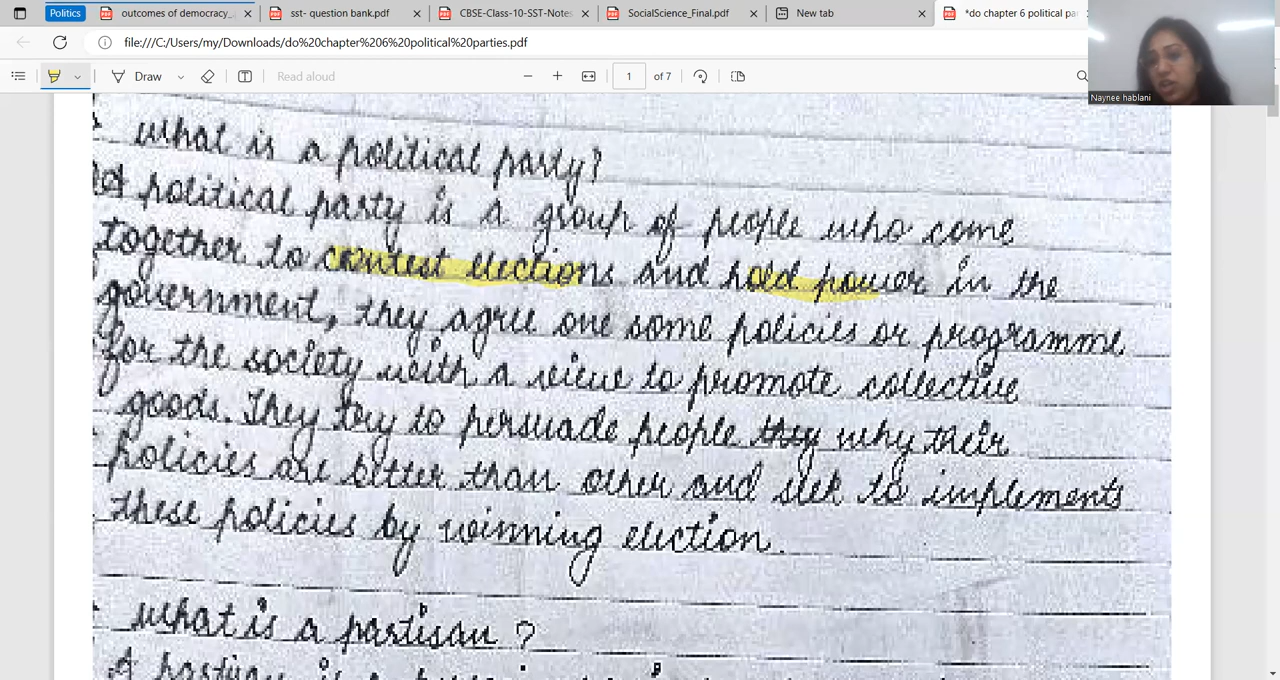 Politics
outcomes of democracy_
sst- question bank.pdf
CBSE-Class-10-SST-Notes
SocialScience_Final.pdf
New tab
*do chapter 6 political pa
file:///C:/Users/my/Downloads/do%20chapter%206%20political%20parties.pdf
Draw
Read aloud
1 of 7
Naynee hablani
what is a political party?
A political party is a group of people who come
together to contest elections and hold power in the
government, they agree one some policies or programme
for the society with a view to promote collective
goods. They try to persuade people they why their
policies are better than other and seek to implements
these policies by winning election.
what is a partisan ?
A partisan is a